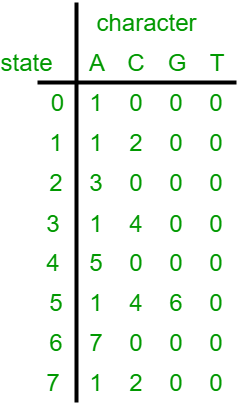 character
state A C G T
0 1 0 0 0
1 1 2 0 0
2 3 0 0 0
3 1 4 0 0
4 5 0 0 0
5 1 4 6 0
6 7 0 0 0
7 1 2 0 0